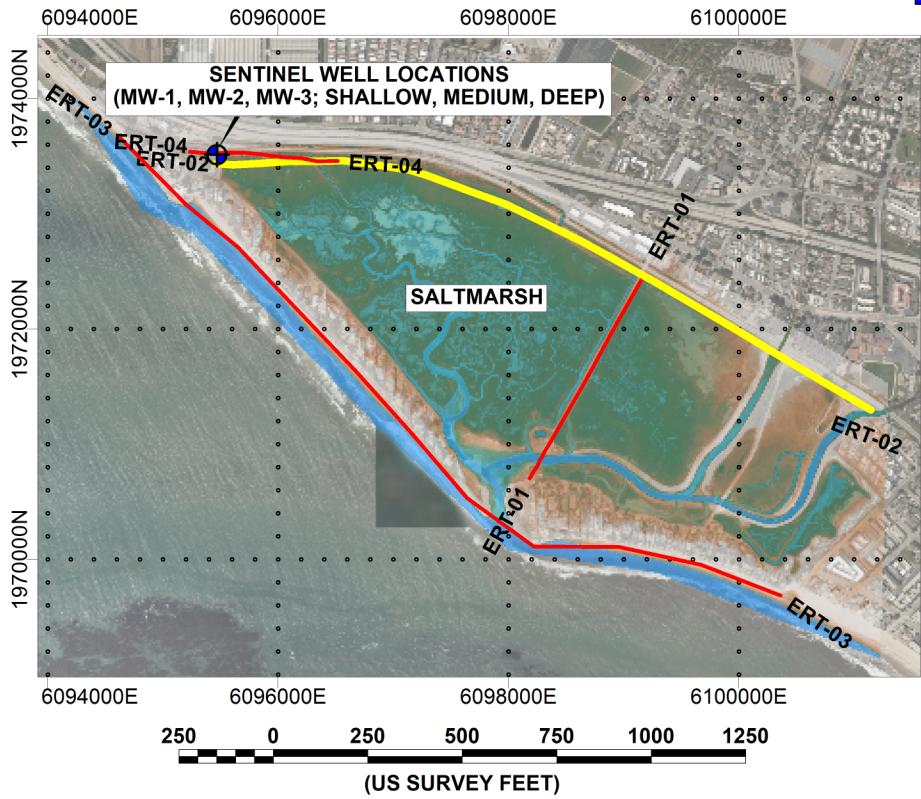 6094000E 6096000E 6098000E 6100000E
1974000N
1972000N
1970000N
SENTINEL WELL LOCATIONS
(MW-1, MW-2, MW-3; SHALLOW, MEDIUM, DEEP)
ERT-03
ERT-04
ERT-02
ERT-04
ERT-01
SALTMARSH
ERT-02
ERT-01
ERT-03
6094000E 6096000E 6098000E 6100000E
250 0 250 500 750 1000 1250
(US SURVEY FEET)